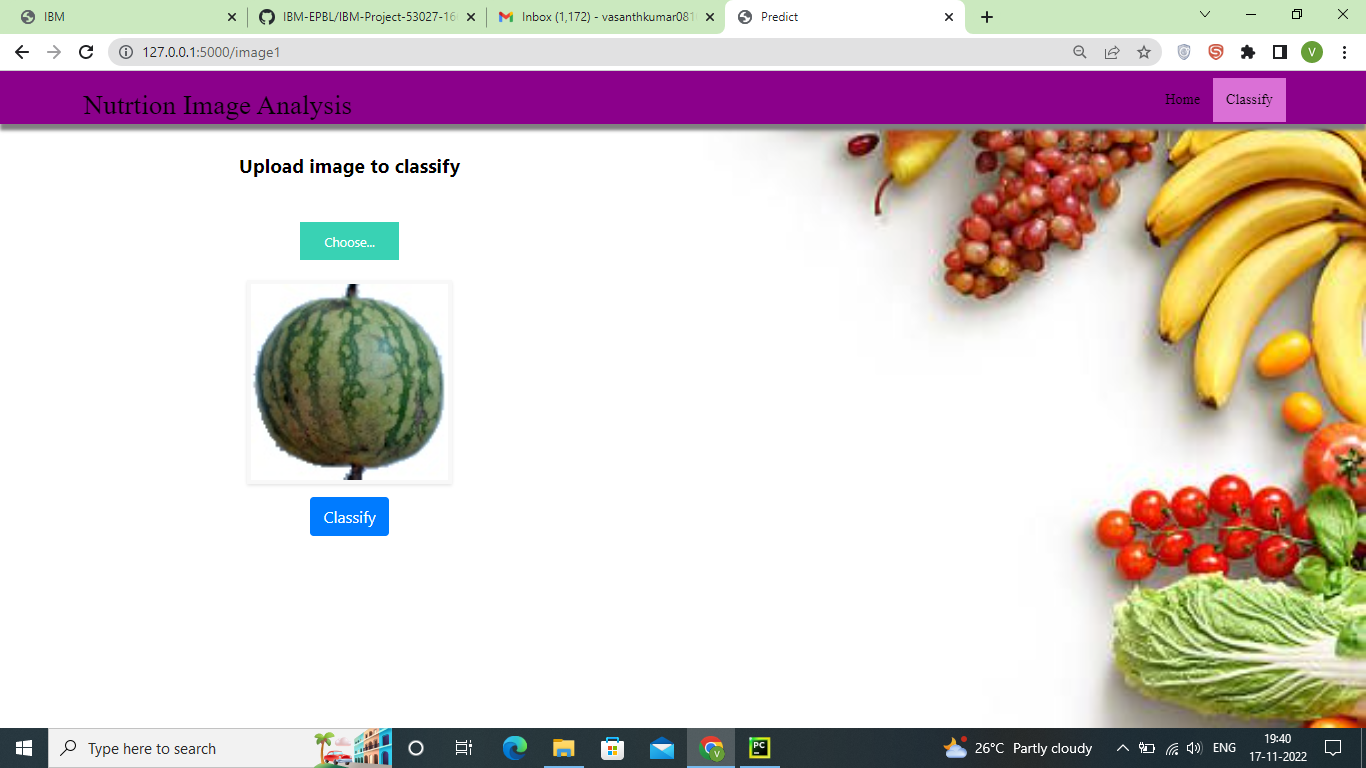 IBM
IBM-EPBL/IBM-Project-53027-16
Inbox (1,172) - vasanthkumar081
Predict
127.0.0.1:5000/image1
V
Nutrtion Image Analysis
Home
Classify
Upload image to classify
Choose...
Classify
Type here to search
V
PC
26°C Partly cloudy
ENG
19:40
17-11-2022